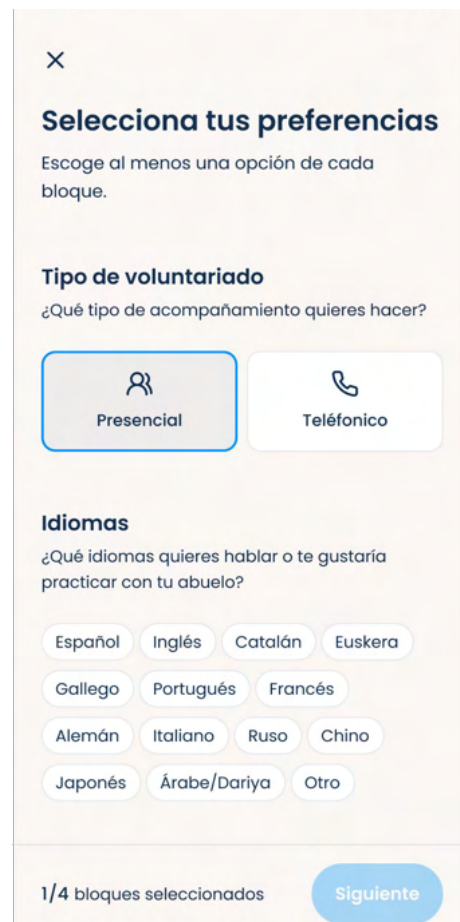 Selecciona tus preferencias
Escoge al menos una opción de cada
bloque.
Tipo de voluntariado
¿Qué tipo de acompañamiento quieres hacer?
Presencial
Teléfonico
Idiomas
¿Qué idiomas quieres hablar o te gustaría
practicar con tu abuelo?
Español Inglés Catalán Euskera
Gallego Portugués Francés
Alemán Italiano Ruso Chino
Japonés Árabe/Dariya Otro
1/4 bloques seleccionados Siguiente